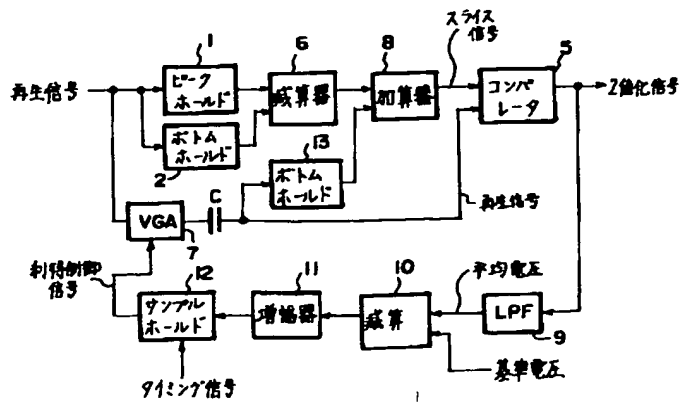 スライス
信号
1
6
8
5
再生信号
ピーク
ホールド
減算器
加算器
コンパ
レータ
2値化信号
ボトム
ホールド
2
13
ボトム
ホールド
C
再生信号
VGA
7
利得制御
信号
12
11
10
平均電圧
サンプル
ホールド
増幅器
減算
LPF
9
基準電圧
タイミング信号